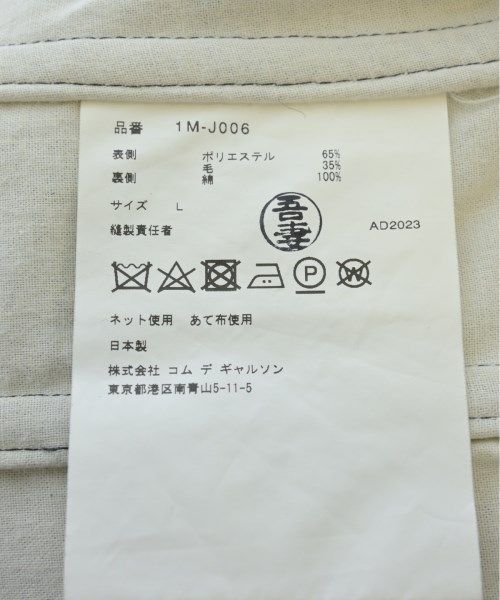 品番 1M-J006
表側 ポリエステル 65%
毛 35%
裏側 綿 100%
サイズ L
吾妻
縫製責任者 AD2023
P
W
ネット使用 あて布使用
日本製
株式会社 コム デ ギャルソン
東京都港区南青山5-11-5